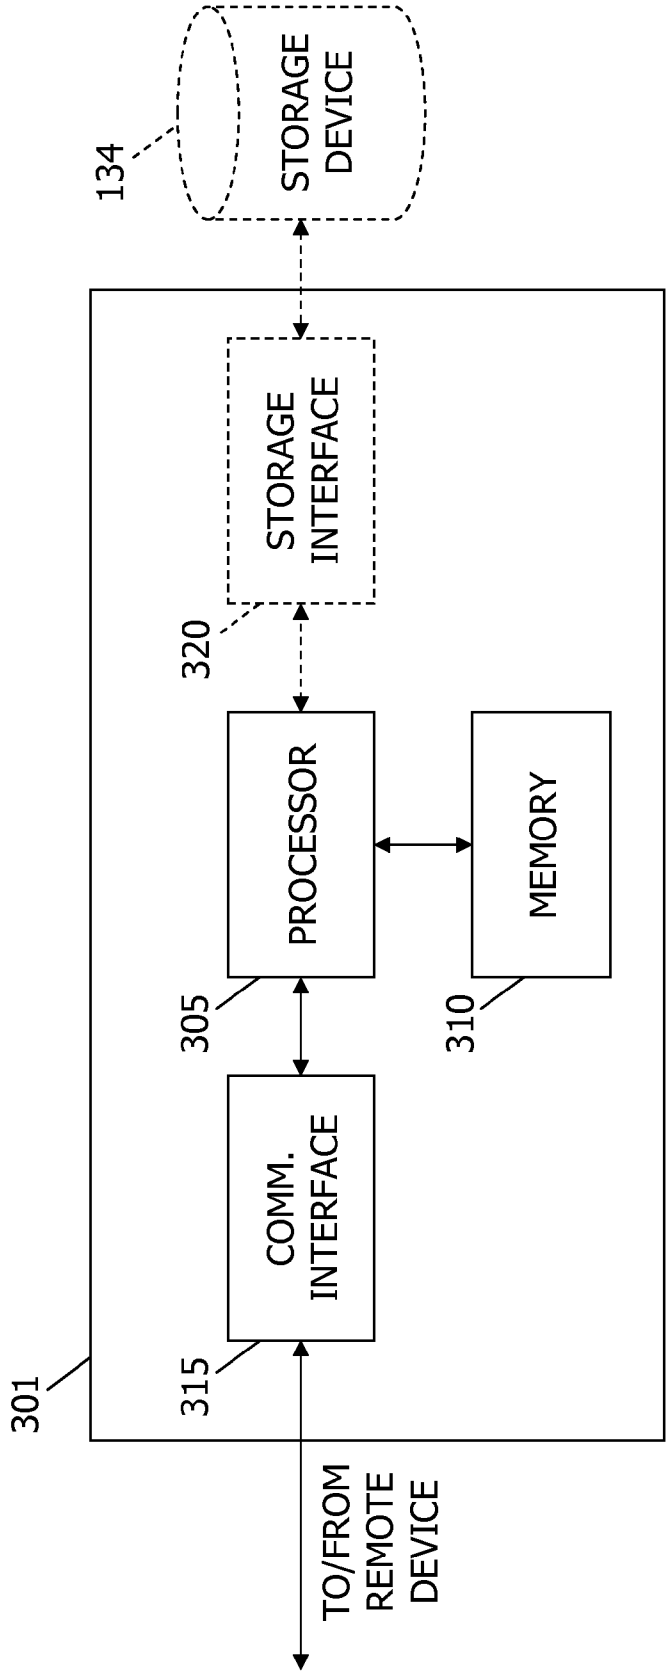 301
315
COMM.
INTERFACE
TO/FROM
REMOTE
DEVICE
305
PROCESSOR
310
MEMORY
320
STORAGE
INTERFACE
134
STORAGE
DEVICE